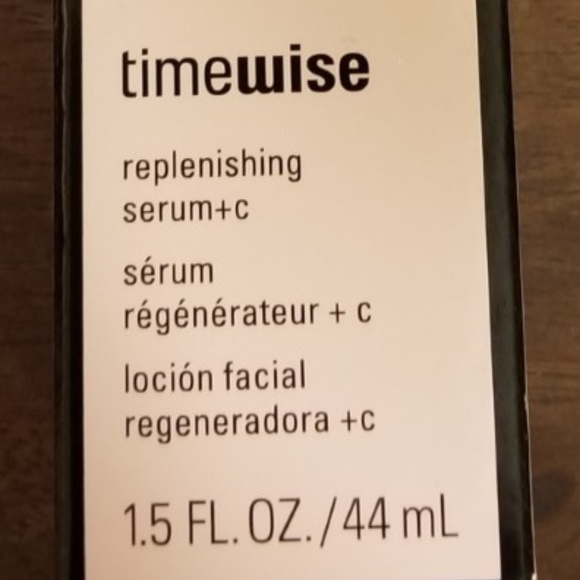 timewise
replenishing
serum+c
sérum
régénérateur + c
loción facial
regeneradora +c
1.5 FL. OZ./44 mL